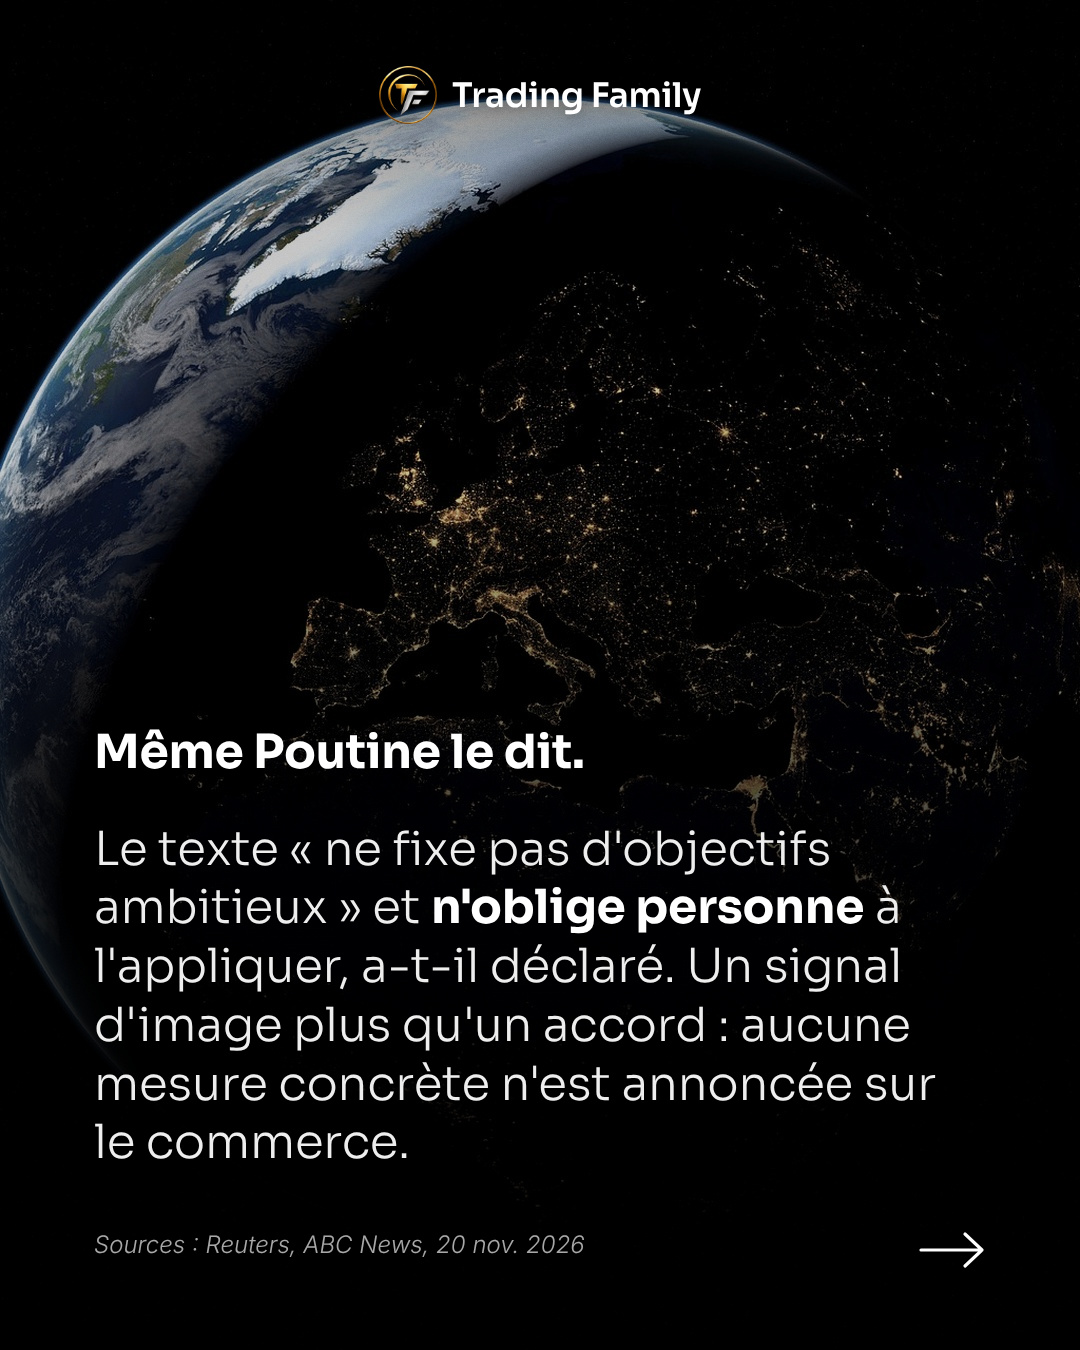 TF Trading Family
Même Poutine le dit.
Le texte « ne fixe pas d'objectifs
ambitieux » et n'oblige personne à
l'appliquer, a-t-il déclaré. Un signal
d'image plus qu'un accord : aucune
mesure concrète n'est annoncée sur
le commerce.
Sources : Reuters, ABC News, 20 nov. 2026